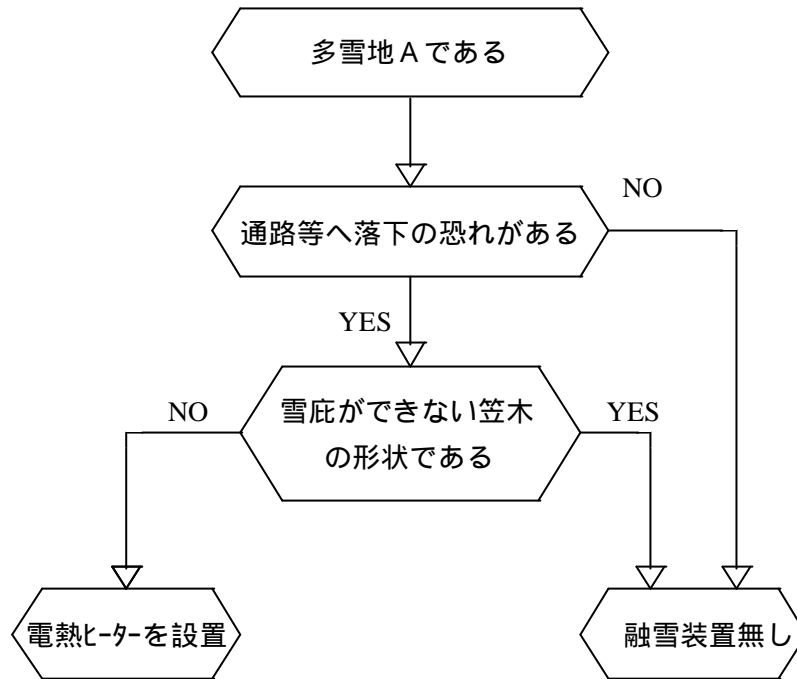 多雪地Aである
NO
通路等へ落下の恐れがある
YES
NO
雪庇ができない笠木
の形状である
YES
電熱ﾋｰﾀｰを設置
融雪装置無し